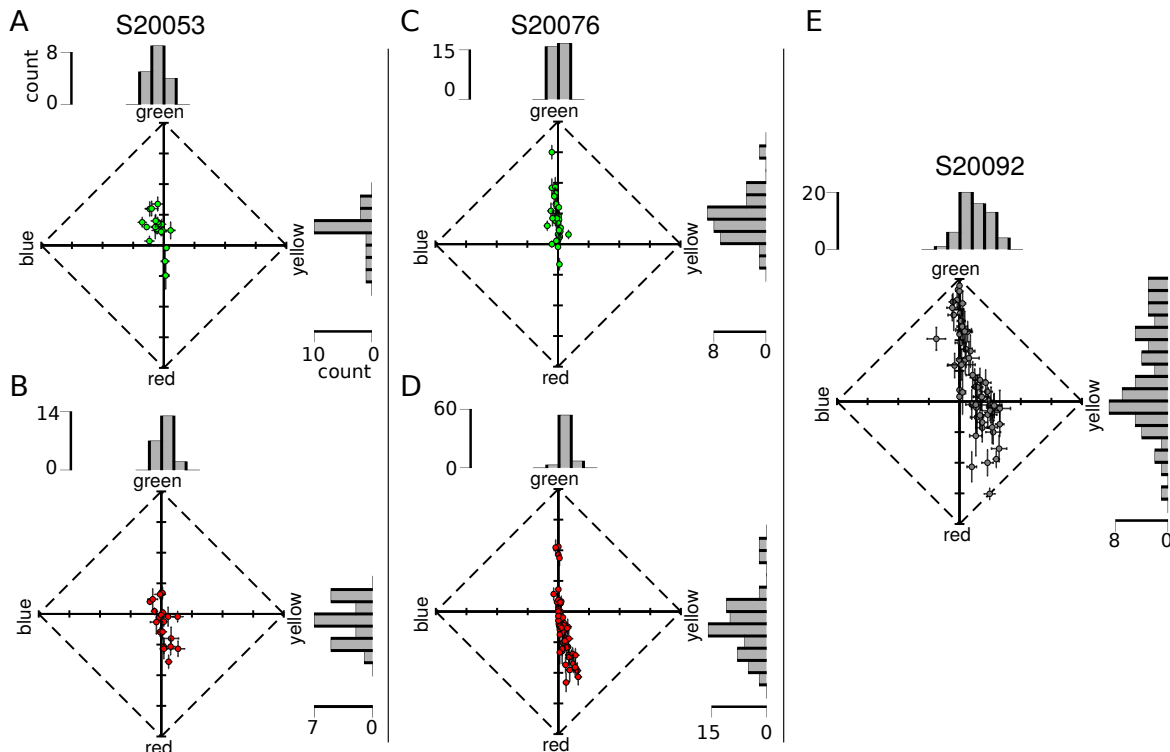 A
S20053
8
count
0
green
blue
yellow
10
0
count
red
B
14
0
green
blue
yellow
7
0
red
C
S20076
15
0
green
blue
yellow
8
0
red
D
60
0
green
blue
yellow
15
0
red
E
S20092
20
0
green
blue
yellow
8
0
red